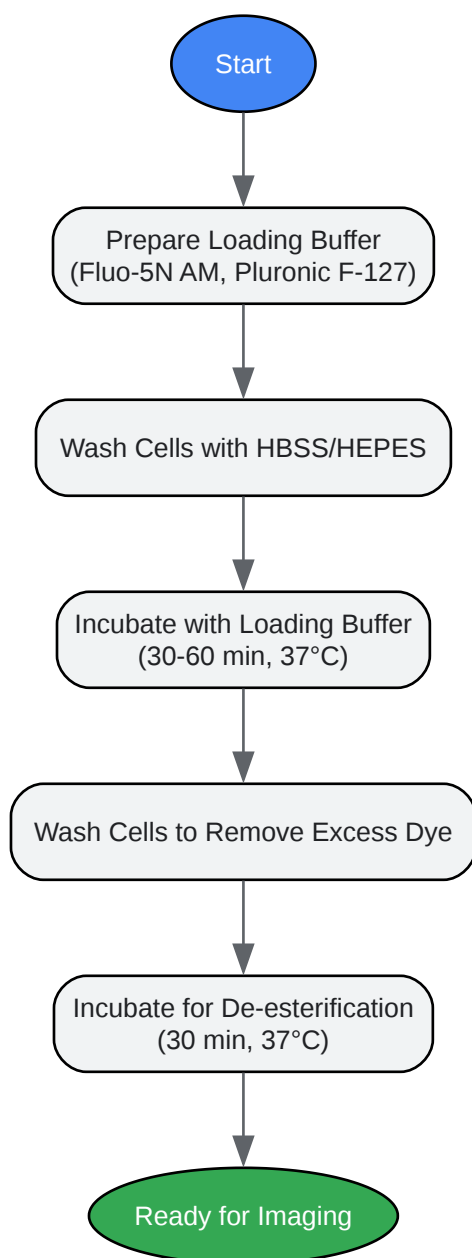 Start
Prepare Loading Buffer
(Fluo-5N AM, Pluronic F-127)
Wash Cells with HBSS/HEPES
Incubate with Loading Buffer
(30-60 min, 37°C)
Wash Cells to Remove Excess Dye
Incubate for De-esterification
(30 min, 37°C)
Ready for Imaging